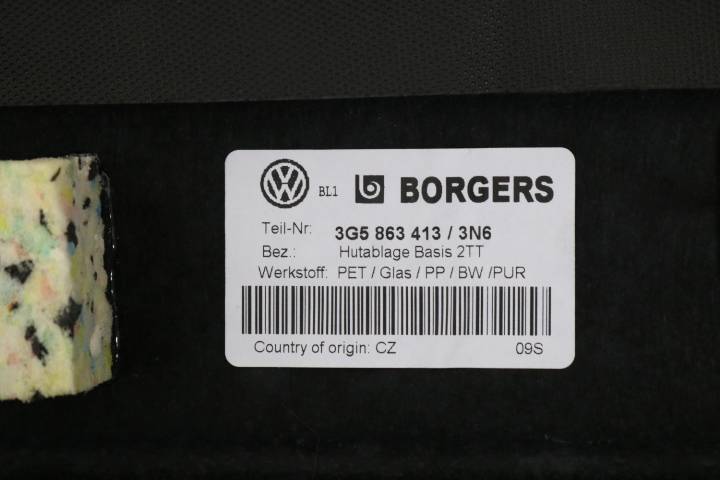 BL1 BORGERS
Teil-Nr: 3G5 863 413 / 3N6
Bez.: Hutablage Basis 2TT
Werkstoff: PET / Glas / PP / BW /PUR
Country of origin: CZ 09S